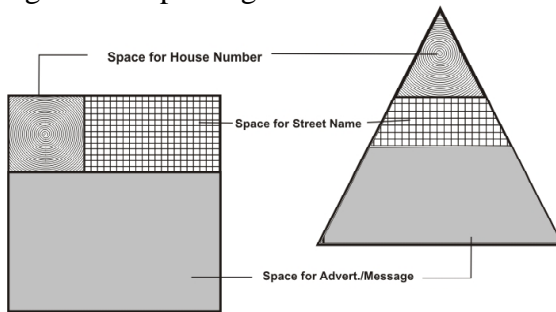 Space for House Number
Space for Street Name
Space for Advert./Message